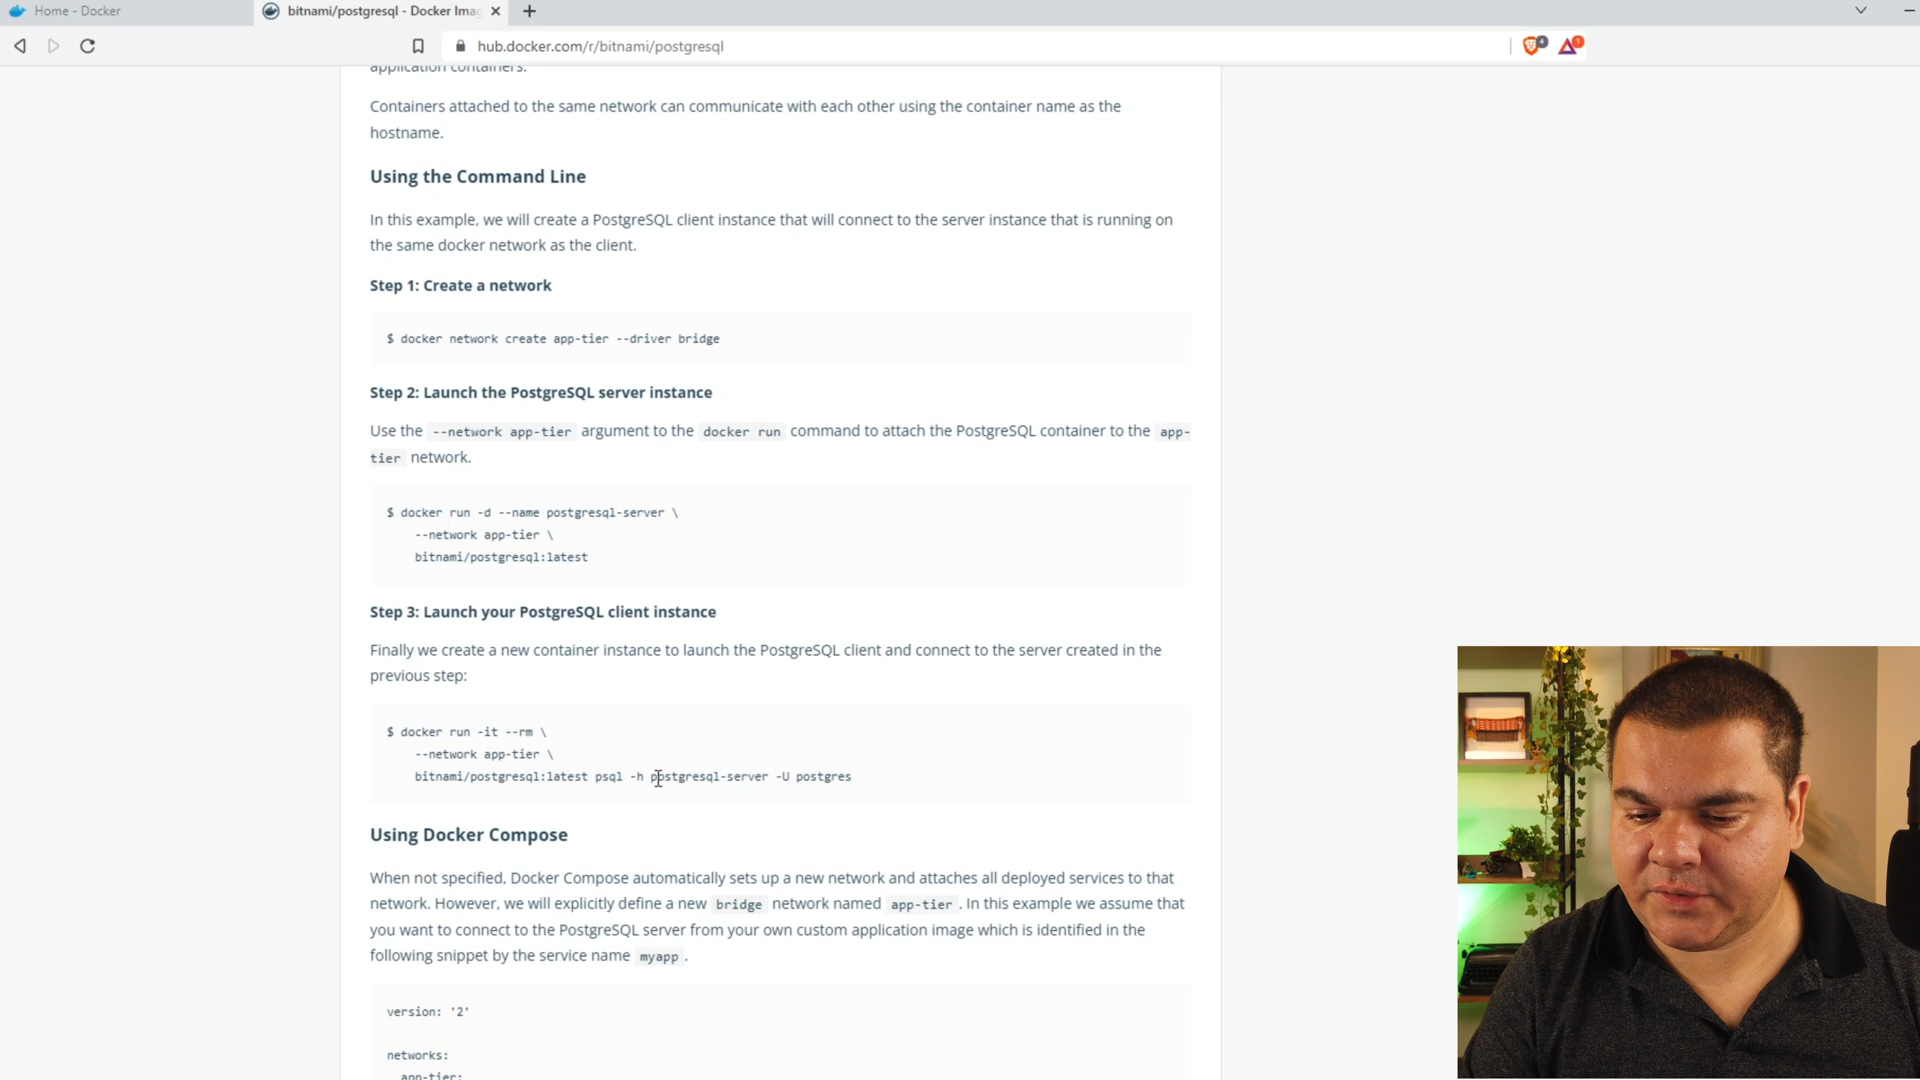 Home - Docker
bitnami/postgresql - Docker Ima
hub.docker.com/r/bitnami/postgresql
4
1
application containers.
Containers attached to the same network can communicate with each other using the container name as the
hostname.
Using the Command Line
In this example, we will create a PostgreSQL client instance that will connect to the server instance that is running on
the same docker network as the client.
Step 1: Create a network
$ docker network create app-tier --driver bridge
Step 2: Launch the PostgreSQL server instance
Use the --network app-tier argument to the docker run command to attach the PostgreSQL container to the app-
tier network.
$ docker run -d --name postgresql-server \
--network app-tier \
bitnami/postgresql:latest
Step 3: Launch your PostgreSQL client instance
Finally we create a new container instance to launch the PostgreSQL client and connect to the server created in the
previous step:
$ docker run -it --rm \
--network app-tier \
bitnami/postgresql:latest psql -h postgresql-server -U postgres
Using Docker Compose
When not specified, Docker Compose automatically sets up a new network and attaches all deployed services to that
network. However, we will explicitly define a new bridge network named app-tier. In this example we assume that
you want to connect to the PostgreSQL server from your own custom application image which is identified in the
following snippet by the service name myapp.
version: '2'
networks:
app-tier: